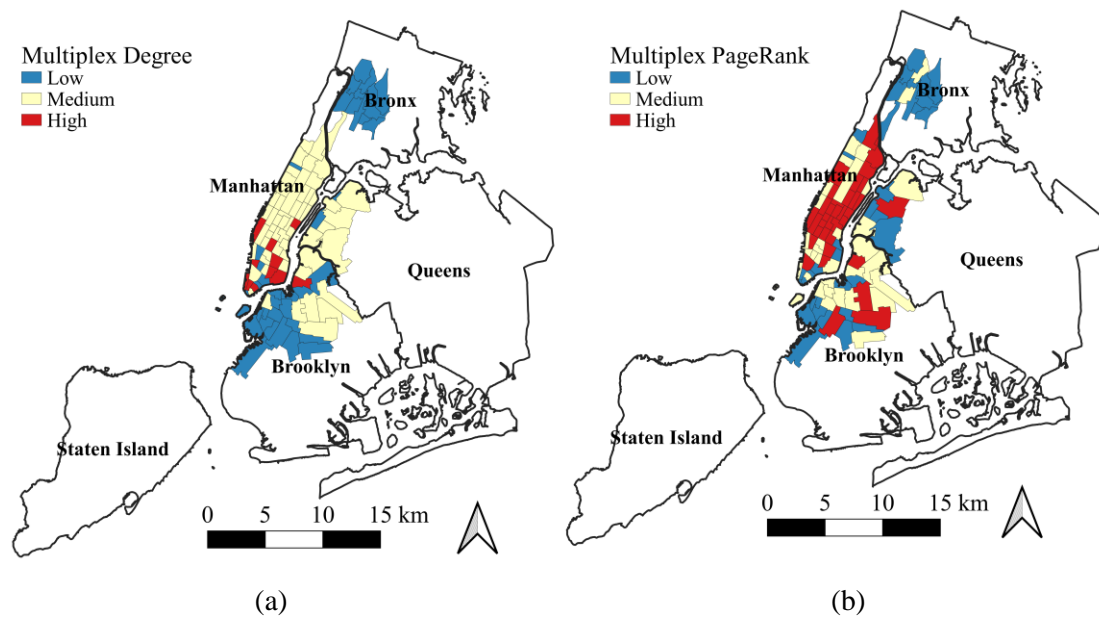 Multiplex Degree
Low
Medium
High
Bronx
Manhattan
Queens
Brooklyn
Staten Island
0 5 10 15 km
(a)
Multiplex PageRank
Low
Medium
High
Bronx
Manhattan
Queens
Brooklyn
Staten Island
0 5 10 15 km
(b)